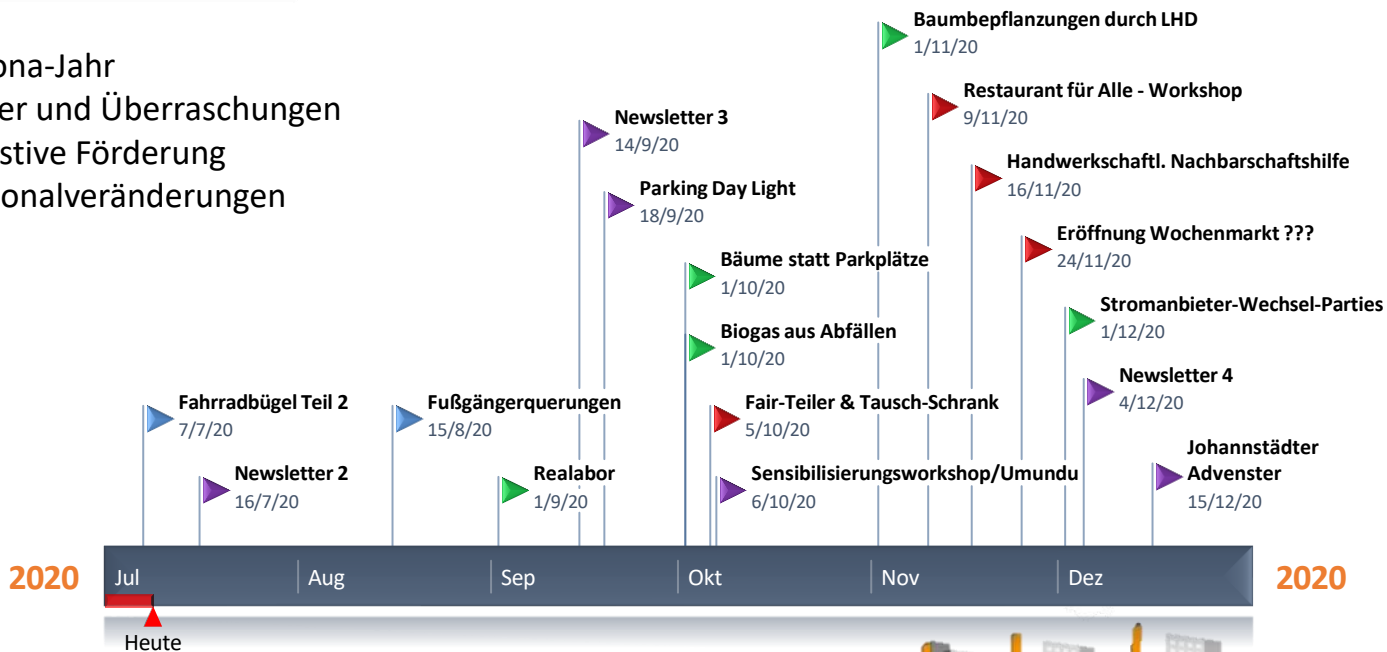 ona-Jahr
er und Überraschungen
stive Förderung
onalveränderungen
Baumbepflanzungen durch LHD
1/11/20
Restaurant für Alle - Workshop
9/11/20
Newsletter 3
14/9/20
Handwerkschaftl. Nachbarschaftshilfe
16/11/20
Parking Day Light
18/9/20
Eröffnung Wochenmarkt ???
24/11/20
Bäume statt Parkplätze
1/10/20
Stromanbieter-Wechsel-Parties
1/12/20
Biogas aus Abfällen
1/10/20
Newsletter 4
4/12/20
Fahrradbügel Teil 2
7/7/20
Fußgängerquerungen
15/8/20
Fair-Teiler & Tausch-Schrank
5/10/20
Johannstädter
Advenster
15/12/20
Newsletter 2
16/7/20
Realabor
1/9/20
Sensibilisierungsworkshop/Umundu
6/10/20
2020
Jul
Aug
Sep
Okt
Nov
Dez
2020
Heute